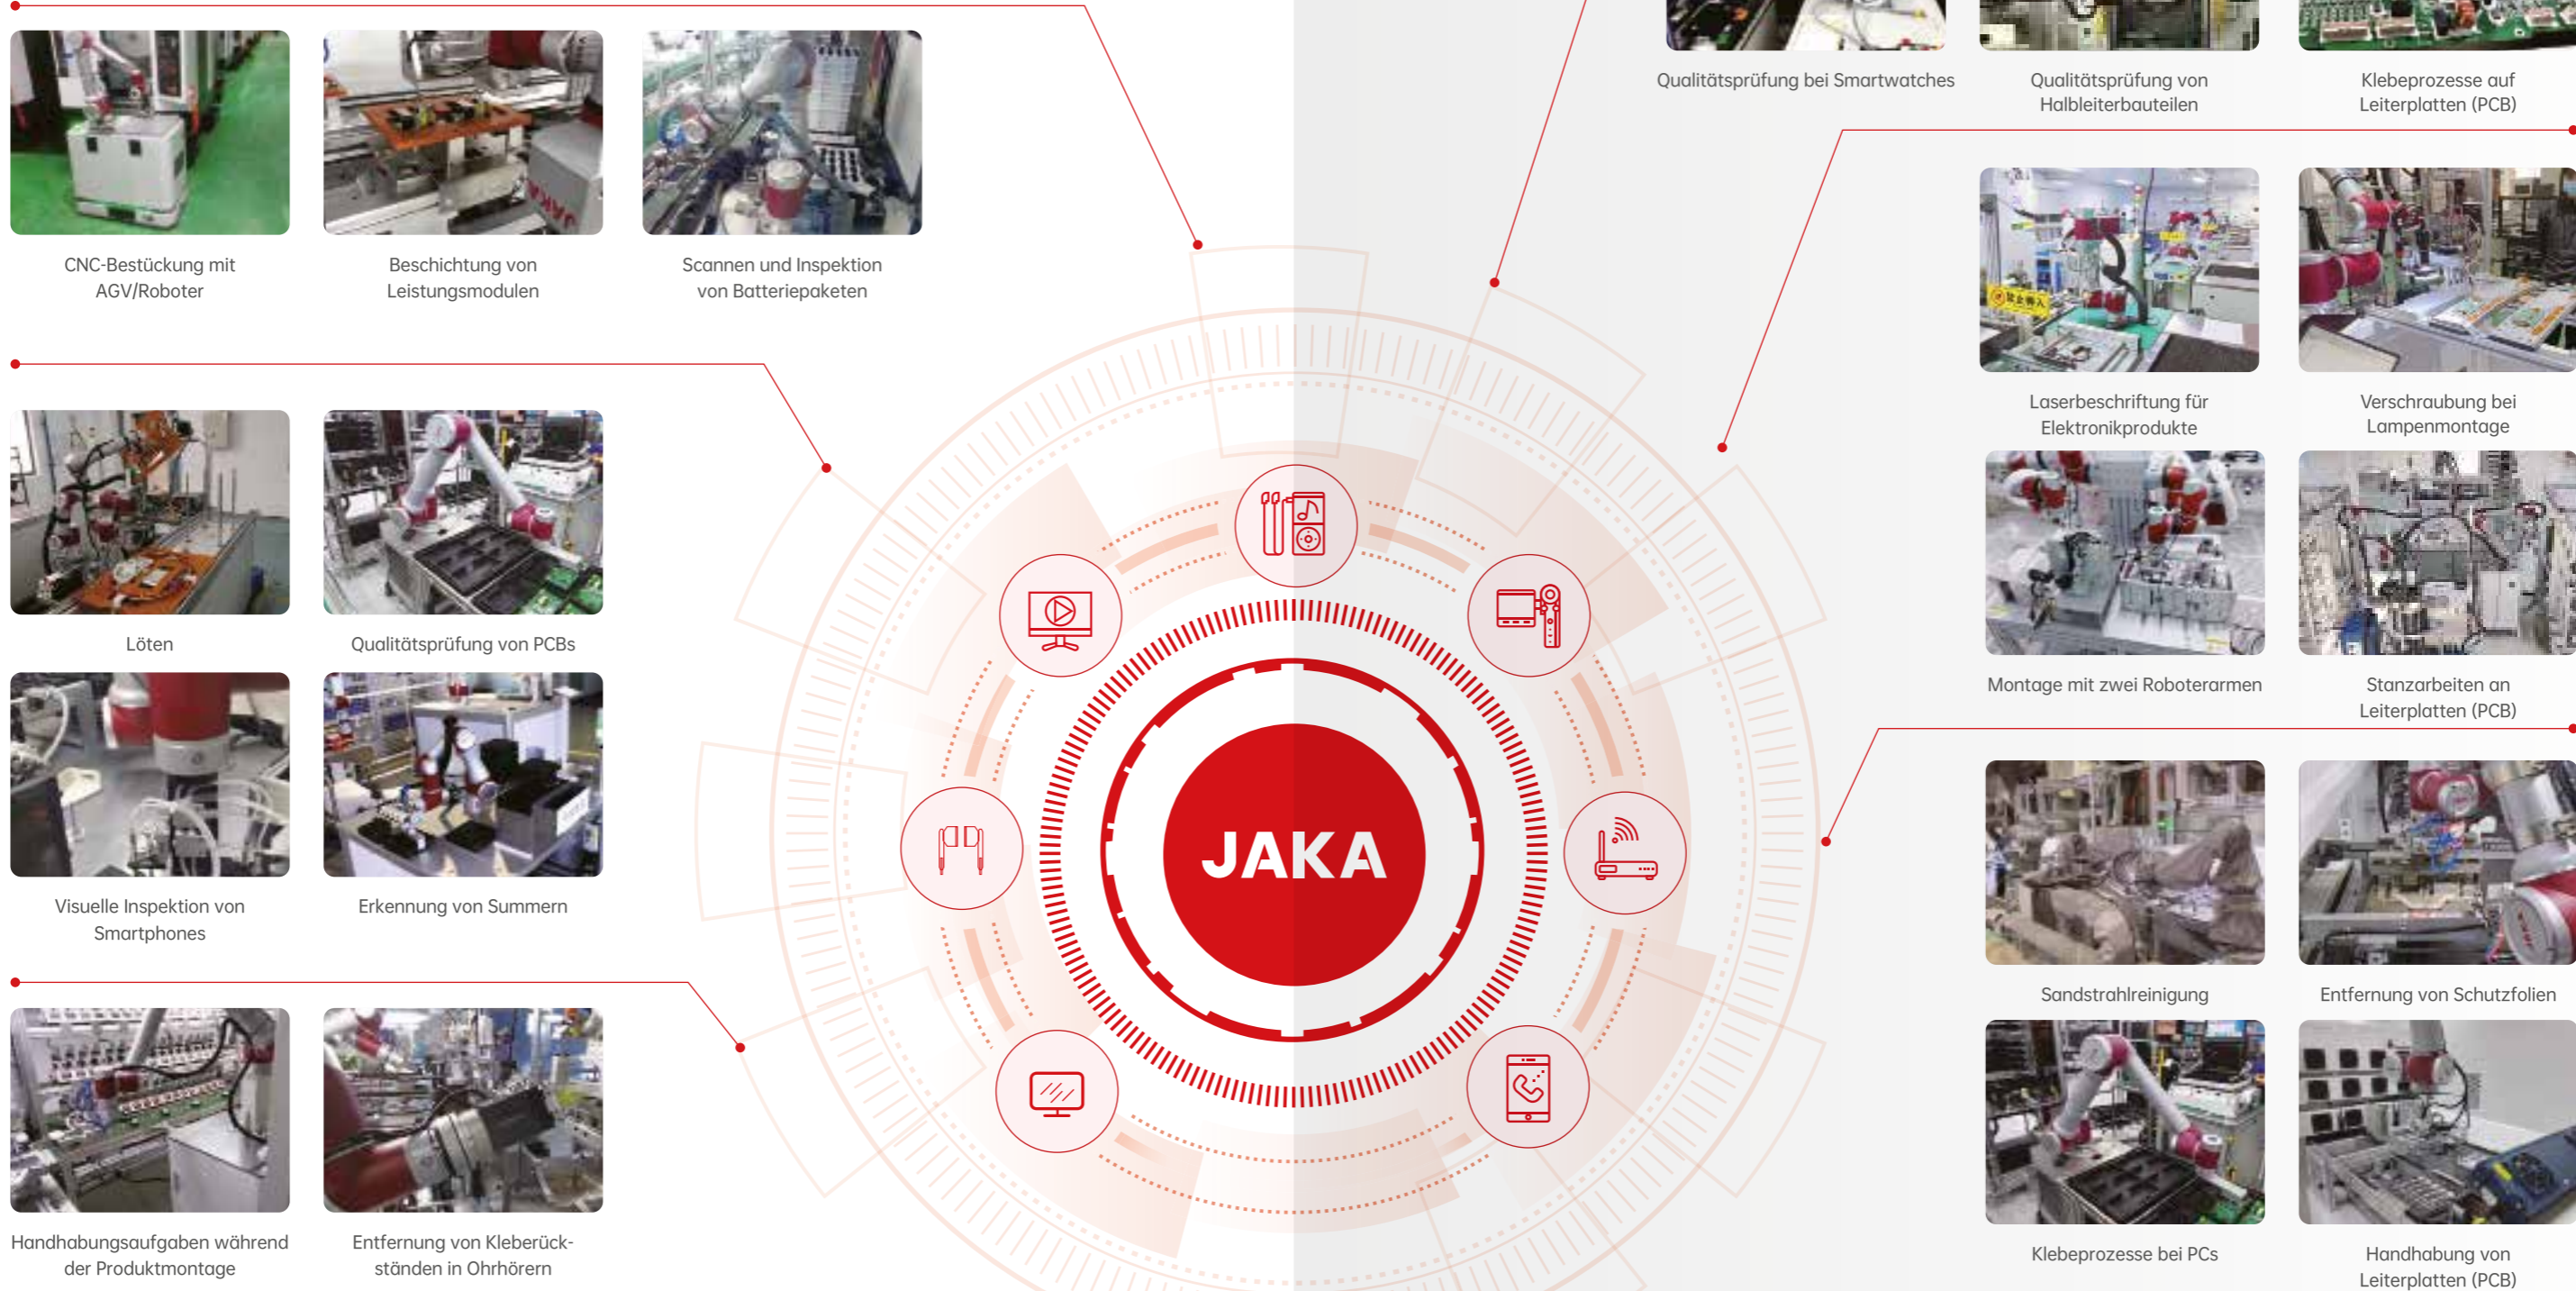 CNC-Bestückung mit
AGV/Roboter
Beschichtung von
Leistungsmodulen
Scannen und Inspektion
von Batteriepaketen
Löten
Qualitätsprüfung von PCBs
Visuelle Inspektion von
Smartphones
Erkennung von Summern
Handhabungsaufgaben während
der Produktmontage
Entfernung von Kleberück-
ständen in Ohrhörern
JAKA
Qualitätsprüfung bei Smartwatches
Qualitätsprüfung von
Halbleiterbauteilen
Klebeprozesse auf
Leiterplatten (PCB)
Laserbeschriftung für
Elektronikprodukte
Verschraubung bei
Lampenmontage
Montage mit zwei Roboterarmen
Stanzarbeiten an
Leiterplatten (PCB)
Sandstrahlreinigung
Entfernung von Schutzfolien
Klebeprozesse bei PCs
Handhabung von
Leiterplatten (PCB)
JAKA